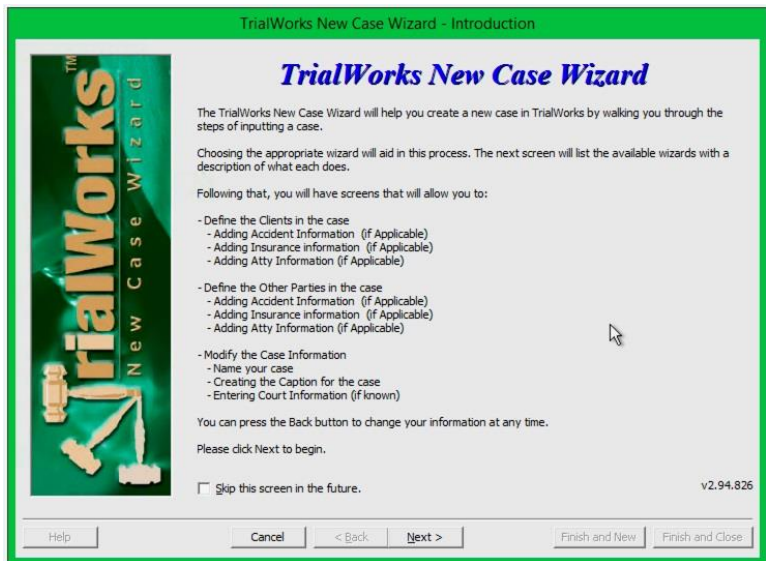 TrialWorks New Case Wizard - Introduction
TrialWorks™
New Case Wizard
TrialWorks New Case Wizard
The TrialWorks New Case Wizard will help you create a new case in TrialWorks by walking you through the
steps of inputting a case.
Choosing the appropriate wizard will aid in this process. The next screen will list the available wizards with a
description of what each does.
Following that, you will have screens that will allow you to:
- Define the Clients in the case
- Adding Accident Information (if Applicable)
- Adding Insurance information (if Applicable)
- Adding Atty Information (if Applicable)
- Define the Other Parties in the case
- Adding Accident Information (if Applicable)
- Adding Insurance information (if Applicable)
- Adding Atty Information (if Applicable)
- Modify the Case Information
- Name your case
- Creating the Caption for the case
- Entering Court Information (if known)
You can press the Back button to change your information at any time.
Please click Next to begin.
Skip this screen in the future.
v2.94.826
Help
Cancel
< Back
Next >
Finish and New
Finish and Close